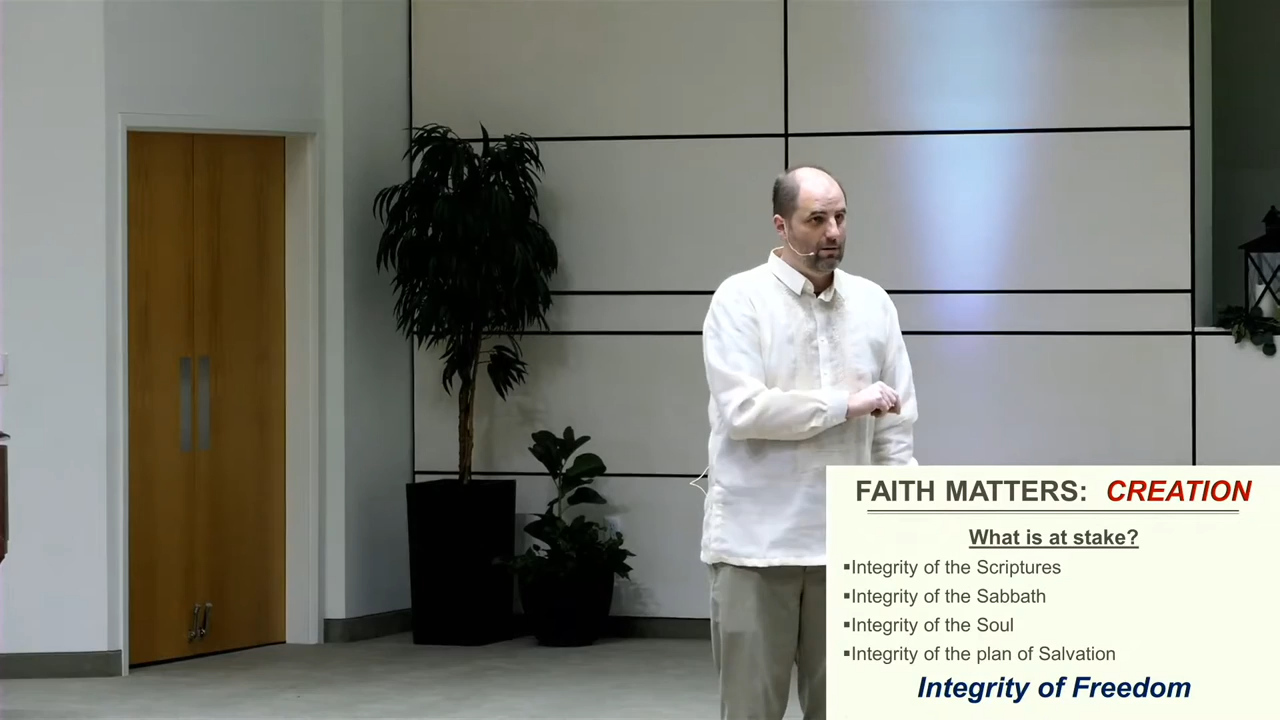 FAITH MATTERS: CREATION
What is at stake?
▪Integrity of the Scriptures
▪Integrity of the Sabbath
▪Integrity of the Soul
▪Integrity of the plan of Salvation
Integrity of Freedom